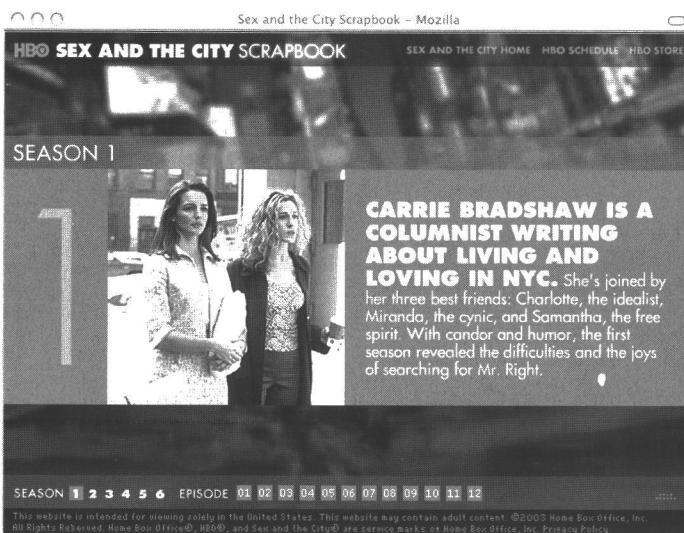 Sex and the City Scrapbook – Mozilla
HBO SEX AND THE CITY SCRAPBOOK
SEX AND THE CITY HOME HBO SCHEDULE HBO STORE
SEASON 1
1
CARRIE BRADSHAW IS A
COLUMNIST WRITING
ABOUT LIVING AND
LOVING IN NYC. She's joined by
her three best friends: Charlotte, the idealist,
Miranda, the cynic, and Samantha, the free
spirit. With candor and humor, the first
season revealed the difficulties and the joys
of searching for Mr. Right.
SEASON 1 2 3 4 5 6 EPISODE 01 02 03 04 05 06 07 08 09 10 11 12
This website is intended for viewing solely in the United States. This website may contain adult content. ©2003 Home Box Office, Inc.
All Rights Reserved. Home Box Office®, HBO®, and Sex and the City® are service marks of Home Box Office, Inc. Privacy Policy